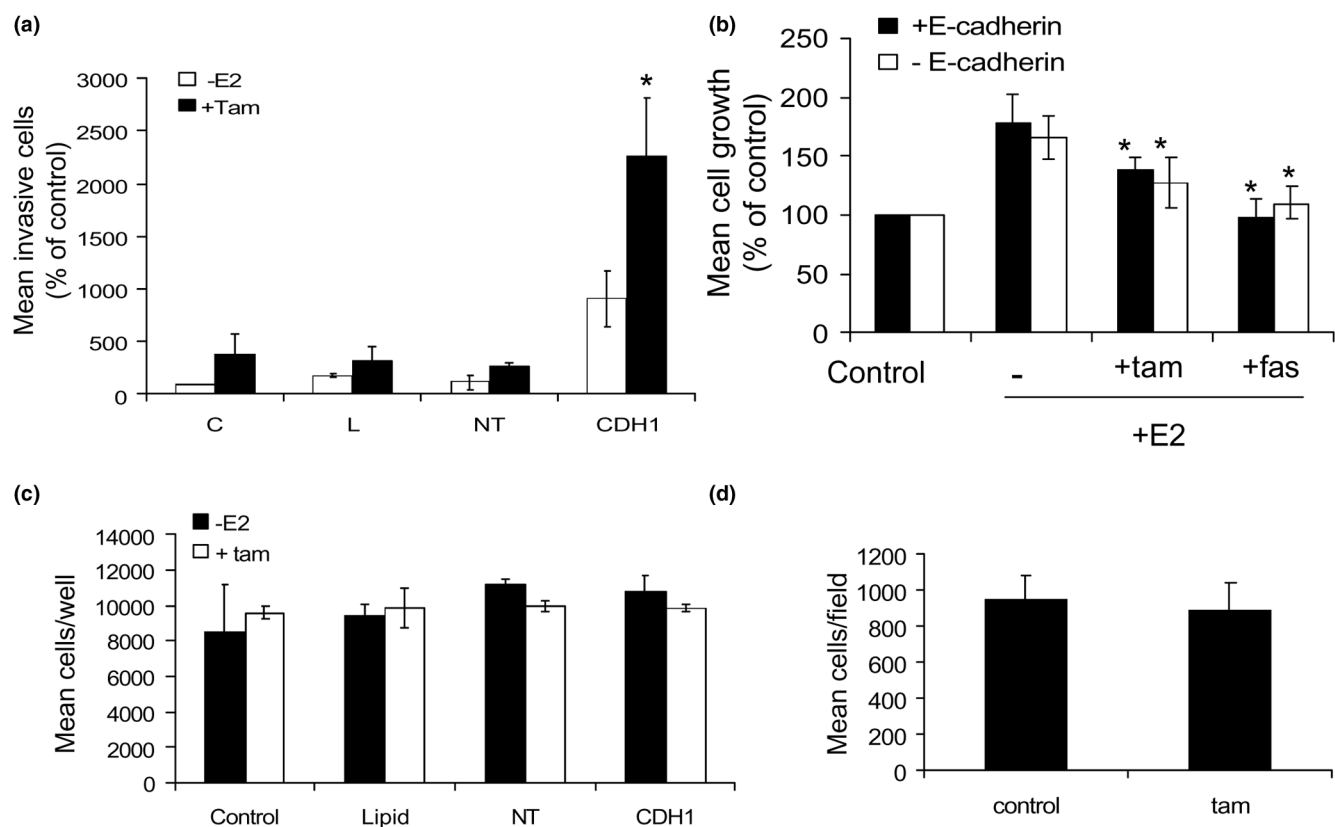 (a)
-E2
+Tam
Mean invasive cells
(% of control)
3000
2500
2000
1500
1000
500
0
*
C L NT CDH1
(b)
+E-cadherin
- E-cadherin
Mean cell growth
(% of control)
250
200
150
100
50
0
* *
* *
Control - +tam +fas
+E2
(c)
-E2
+ tam
Mean cells/well
14000
12000
10000
8000
6000
4000
2000
0
Control Lipid NT CDH1
(d)
Mean cells/field
1200
1000
800
600
400
200
0
control tam